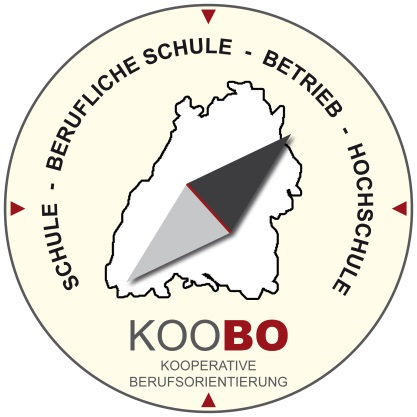 SCHULE - BERUFLICHE SCHULE - BETRIEB - HOCHSCHULE
KOOBO
KOOPERATIVE
BERUFSORIENTIERUNG